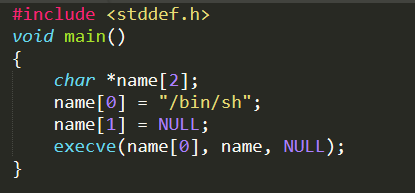 #include <stddef.h>
void main()
{
    char *name[2];
    name[0] = "/bin/sh";
    name[1] = NULL;
    execve(name[0], name, NULL);
}